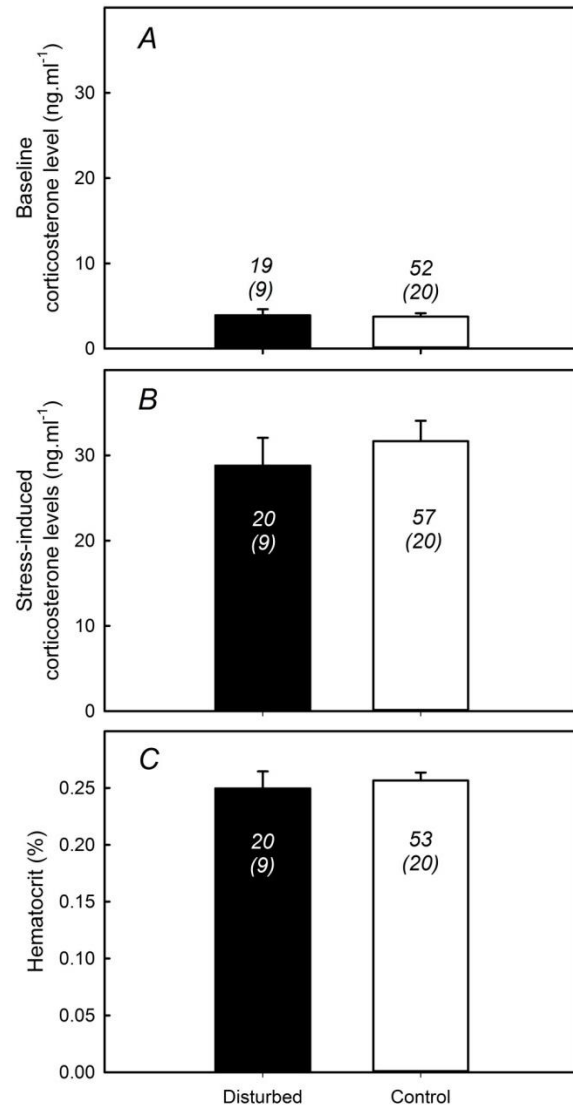 A
Baseline
corticosterone level (ng.ml⁻¹)
30
20
10
0
19
(9)
52
(20)
B
Stress-induced
corticosterone levels (ng.ml⁻¹)
30
20
10
0
20
(9)
57
(20)
C
Hematocrit (%)
0.25
0.20
0.15
0.10
0.05
0.00
20
(9)
53
(20)
Disturbed
Control